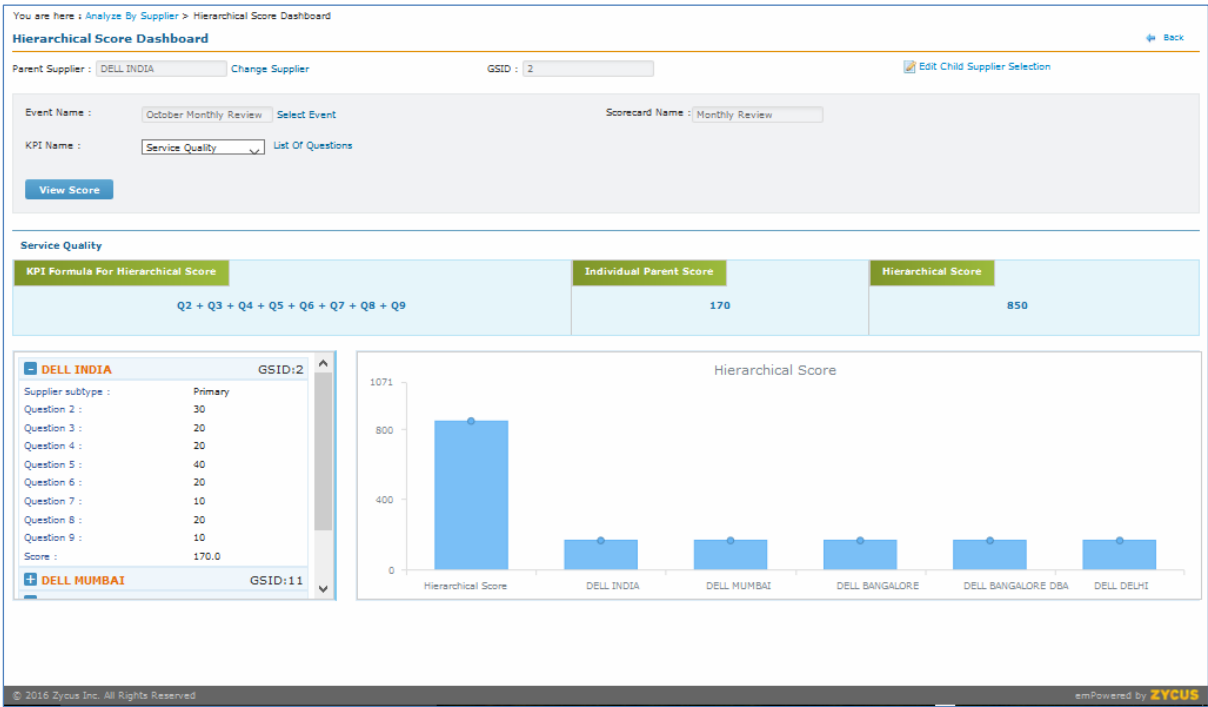 You are here : Analyze By Supplier > Hierarchical Score Dashboard
Hierarchical Score Dashboard
Back
Parent Supplier : DELL INDIA Change Supplier GSID : 2 Edit Child Supplier Selection
Event Name : October Monthly Review Select Event Scorecard Name : Monthly Review
KPI Name : Service Quality List Of Questions
View Score
Service Quality
KPI Formula For Hierarchical Score Individual Parent Score Hierarchical Score
Q2 + Q3 + Q4 + Q5 + Q6 + Q7 + Q8 + Q9 170 850
DELL INDIA GSID:2
Supplier subtype : Primary
Question 2 : 30
Question 3 : 20
Question 4 : 20
Question 5 : 40
Question 6 : 20
Question 7 : 10
Question 8 : 20
Question 9 : 10
Score : 170.0
DELL MUMBAI GSID:11
Hierarchical Score
1071
800
400
0
Hierarchical Score DELL INDIA DELL MUMBAI DELL BANGALORE DELL BANGALORE DBA DELL DELHI
© 2016 Zycus Inc. All Rights Reserved emPowered by ZYCUS